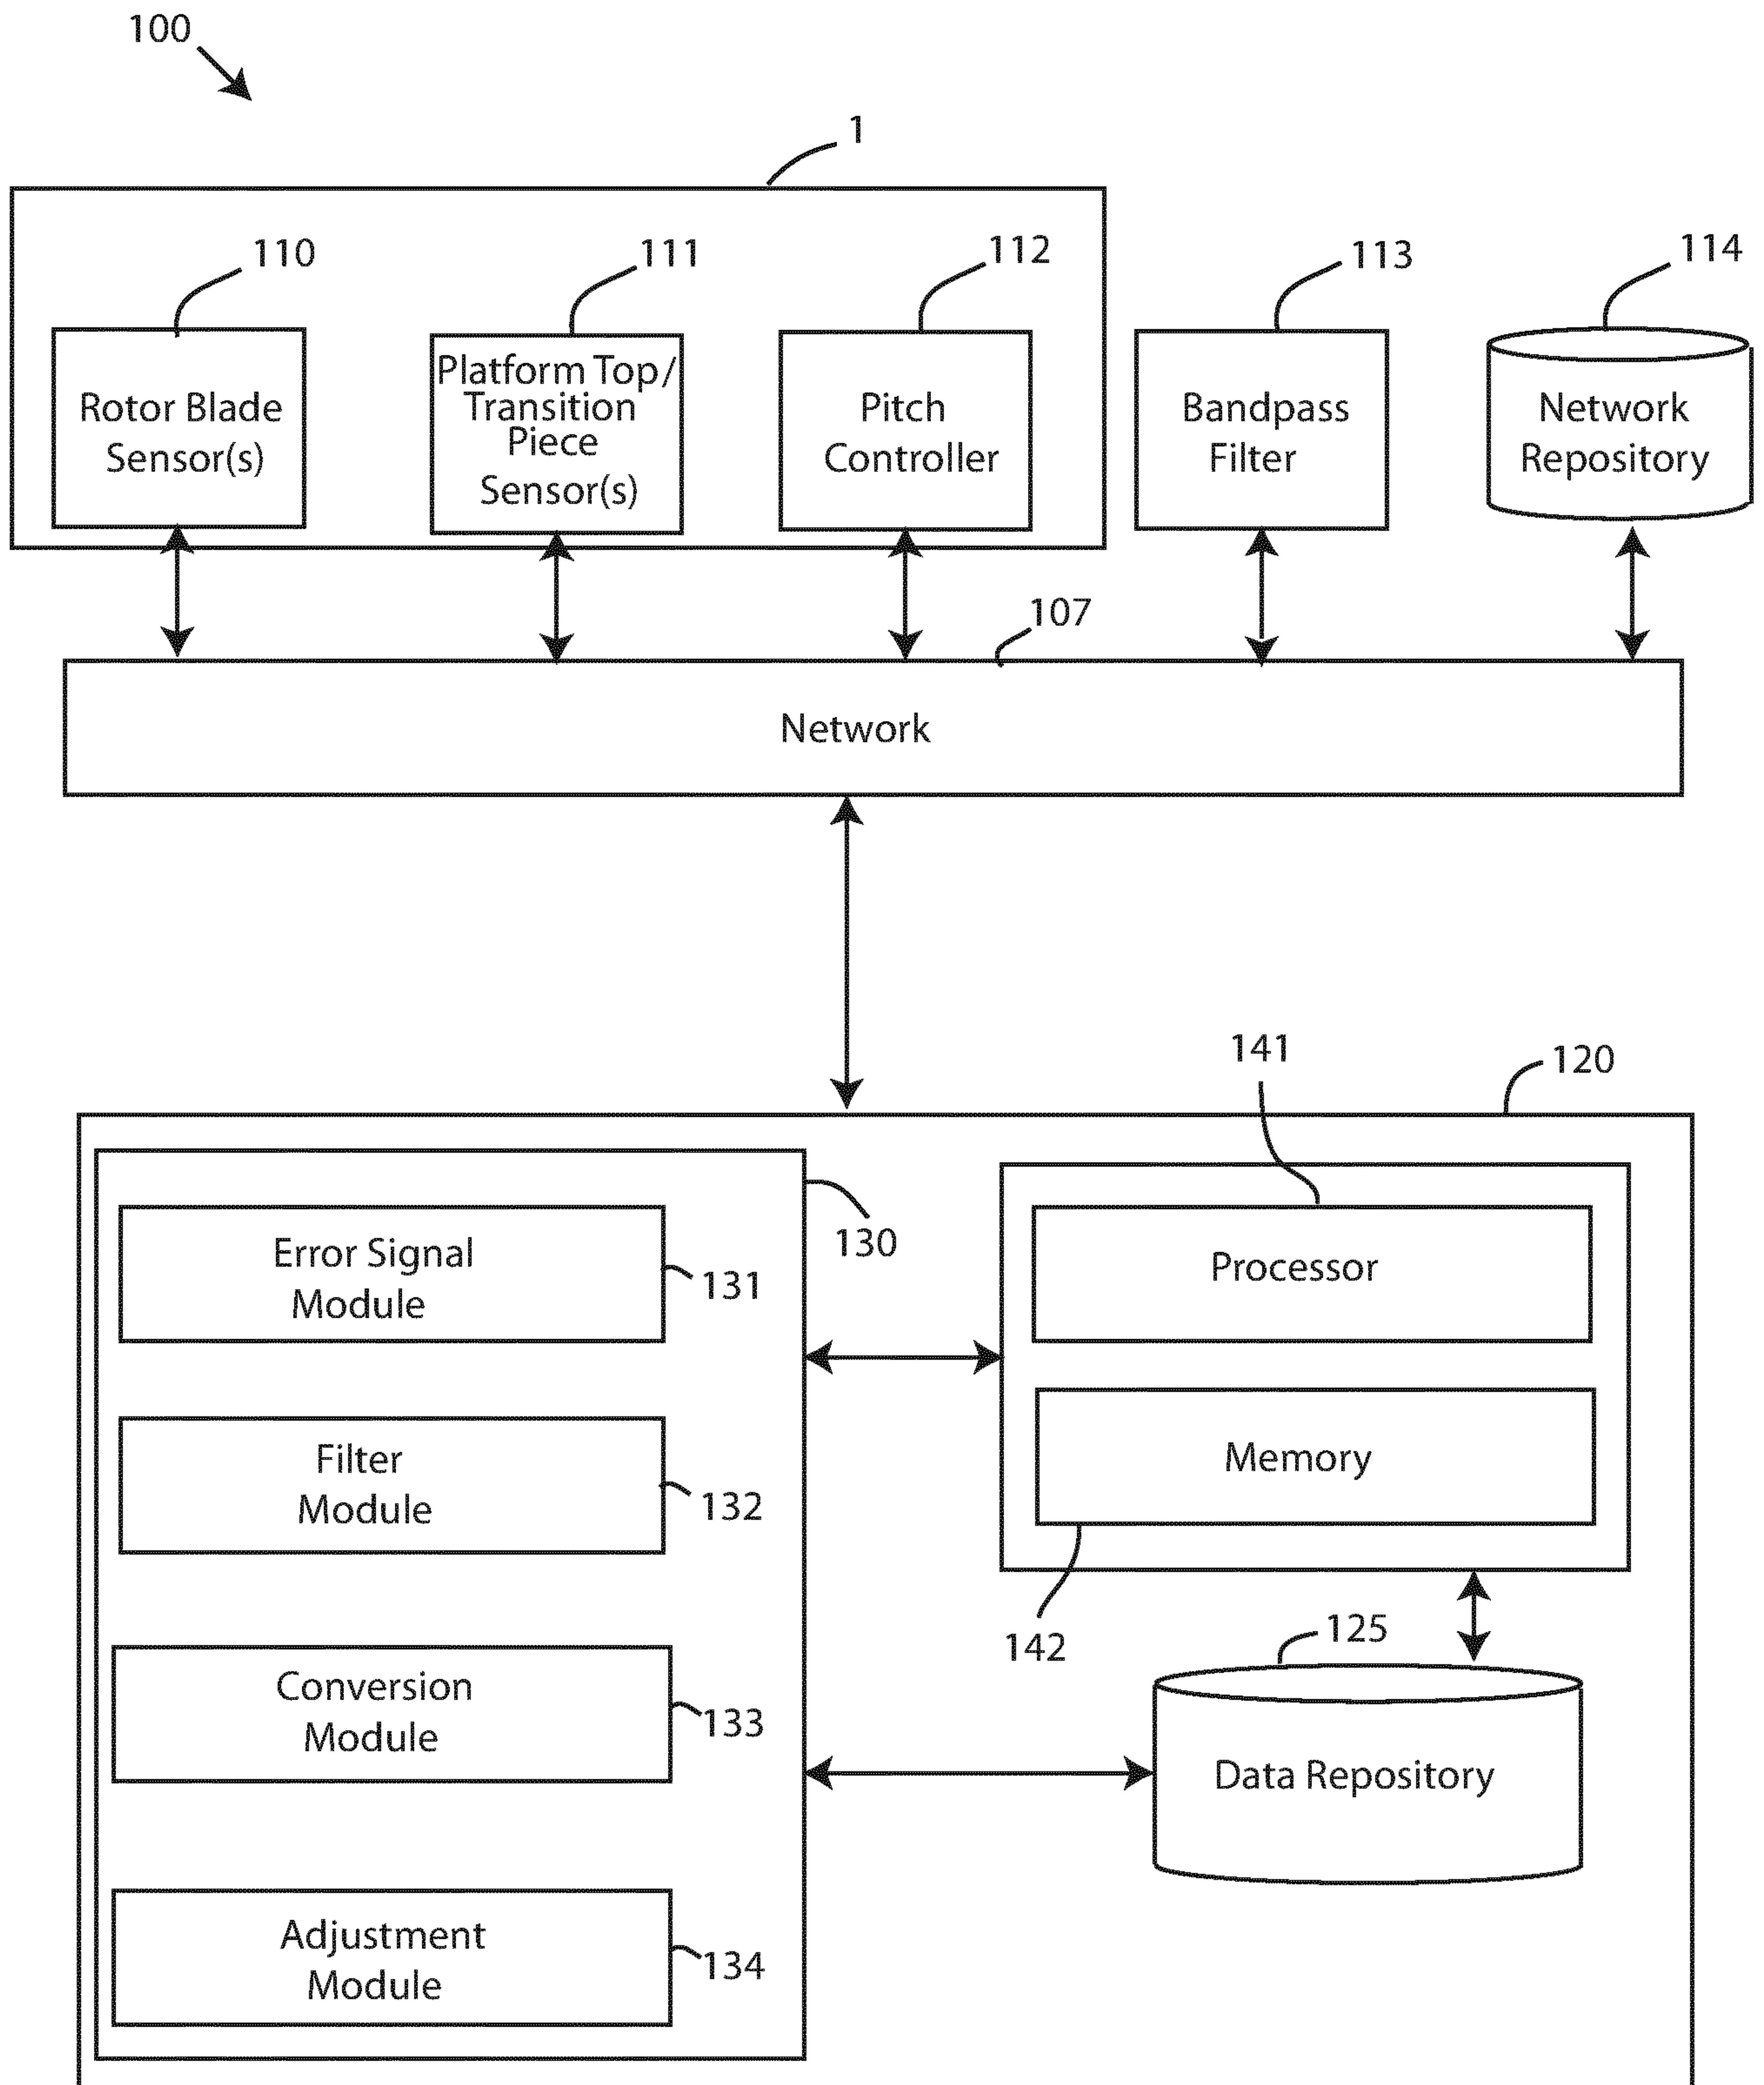 100
1
110
111
112
113
114
Rotor Blade
Sensor(s)
Platform Top/
Transition
Piece
Sensor(s)
Pitch
Controller
Bandpass
Filter
Network
Repository
107
Network
141
120
130
Error Signal
Module
131
Processor
Filter
Module
132
Memory
142
125
Conversion
Module
133
Data Repository
Adjustment
Module
134